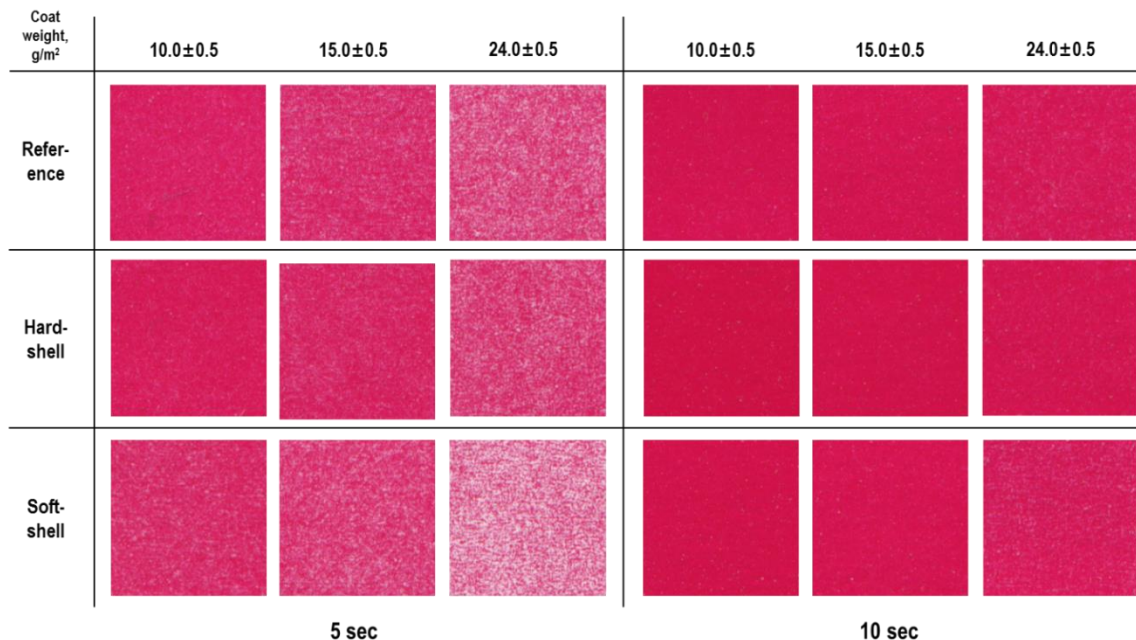 Coat
weight,
g/m²
10.0±0.5 15.0±0.5 24.0±0.5 10.0±0.5 15.0±0.5 24.0±0.5
Refer-
ence
Hard-
shell
Soft-
shell
5 sec 10 sec